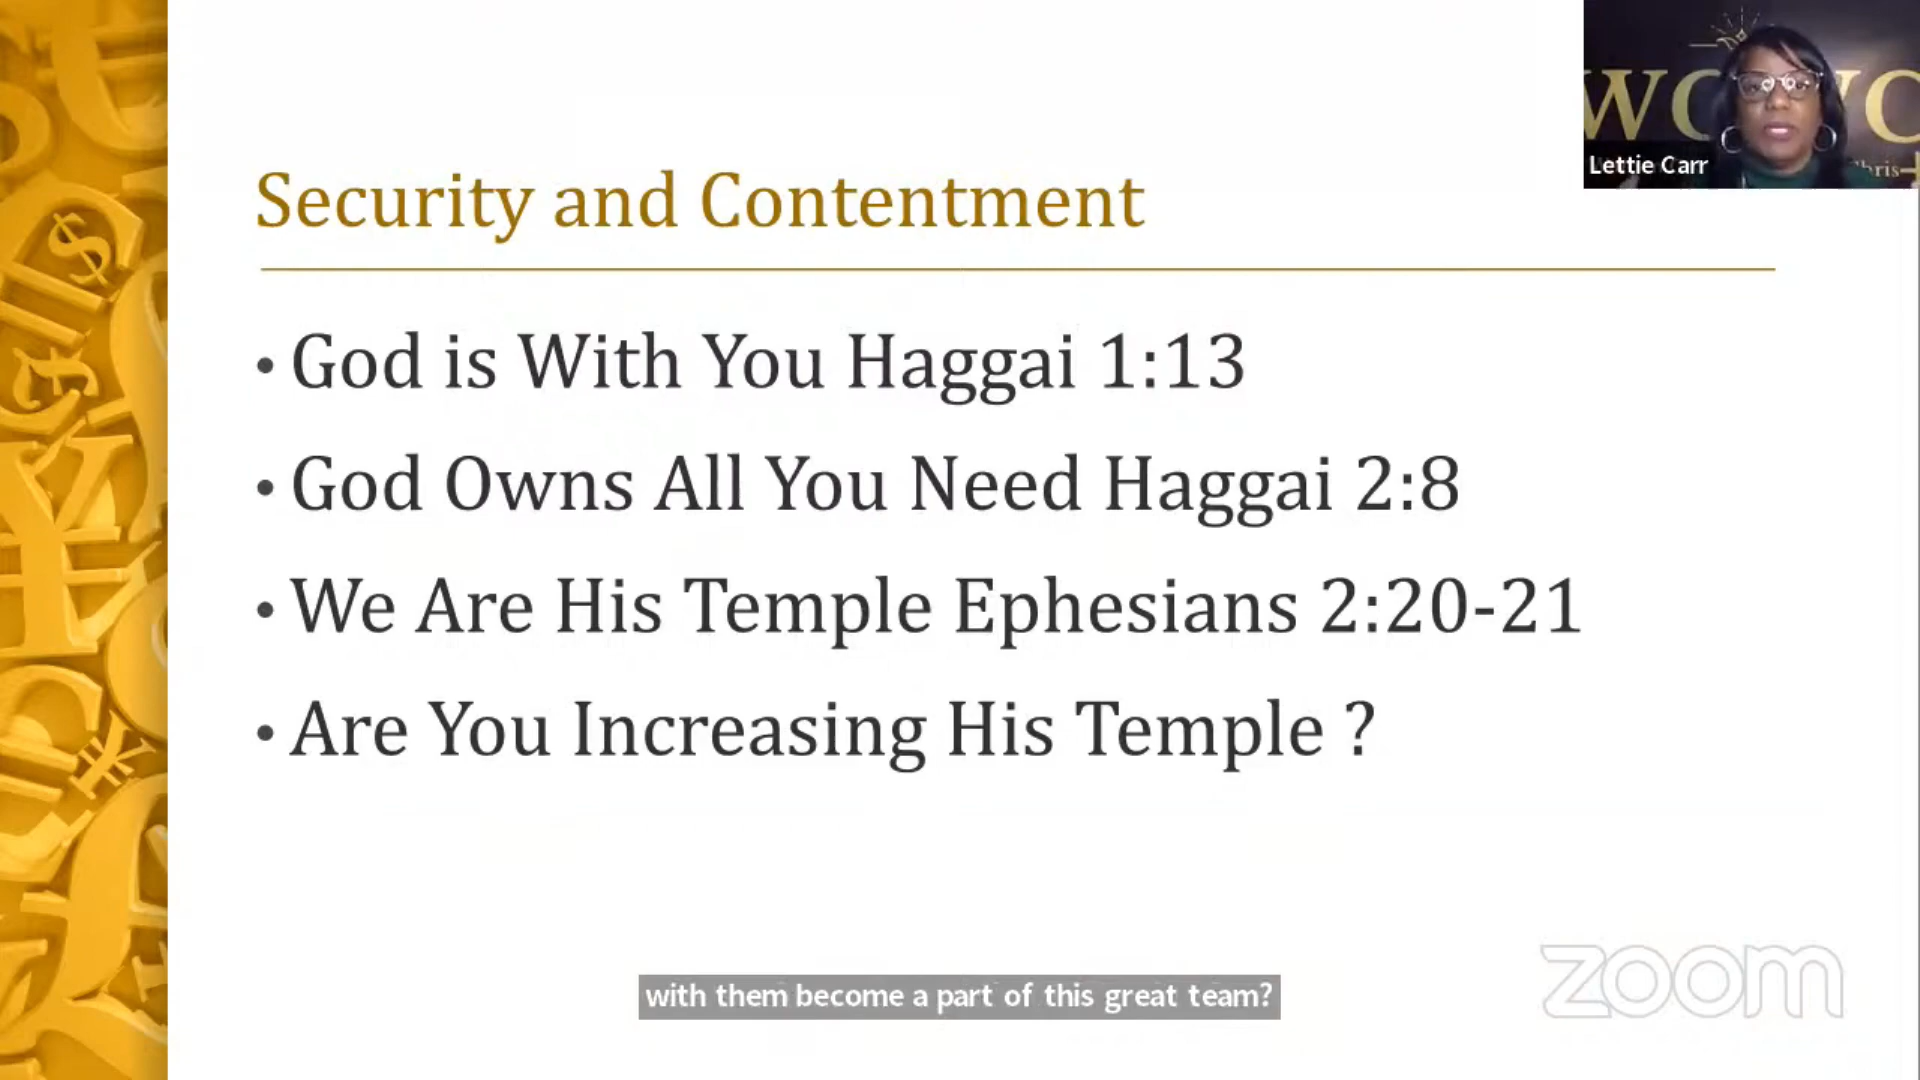 Security and Contentment
• God is With You Haggai 1:13
• God Owns All You Need Haggai 2:8
• We Are His Temple Ephesians 2:20-21
• Are You Increasing His Temple ?
Lettie Carr
with them become a part of this great team?
zoom